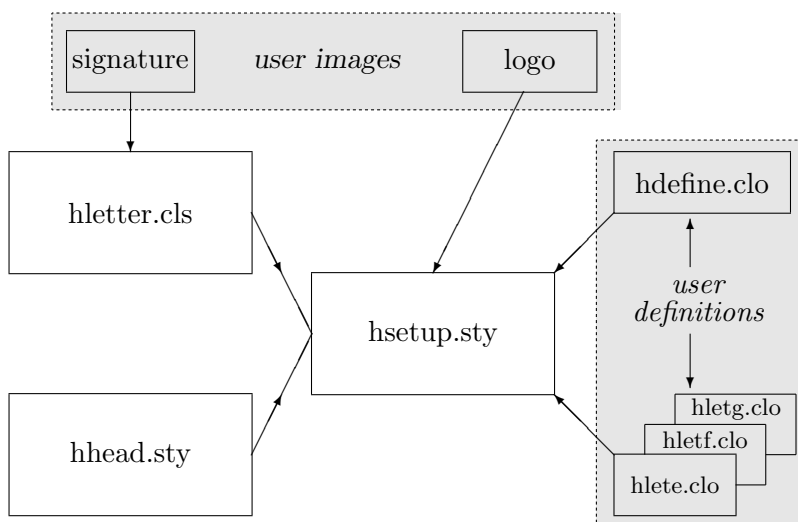 signature
user images
logo
hletter.cls
hdefine.clo
user
definitions
hsetup.sty
hletg.clo
hletf.clo
hhead.sty
hlete.clo